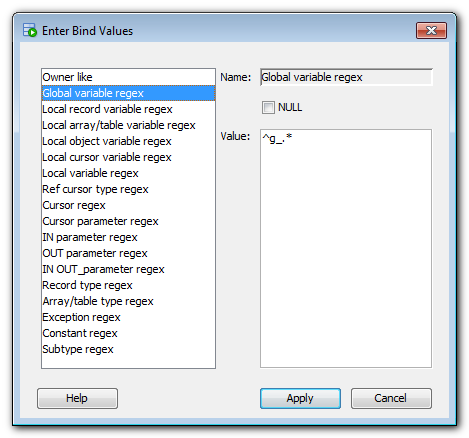 Enter Bind Values
Owner like
Global variable regex
Local record variable regex
Local array/table variable regex
Local object variable regex
Local cursor variable regex
Local variable regex
Ref cursor type regex
Cursor regex
Cursor parameter regex
IN parameter regex
OUT parameter regex
IN OUT_parameter regex
Record type regex
Array/table type regex
Exception regex
Constant regex
Subtype regex
Name: Global variable regex
NULL
Value: ^g_.*
Help Apply Cancel